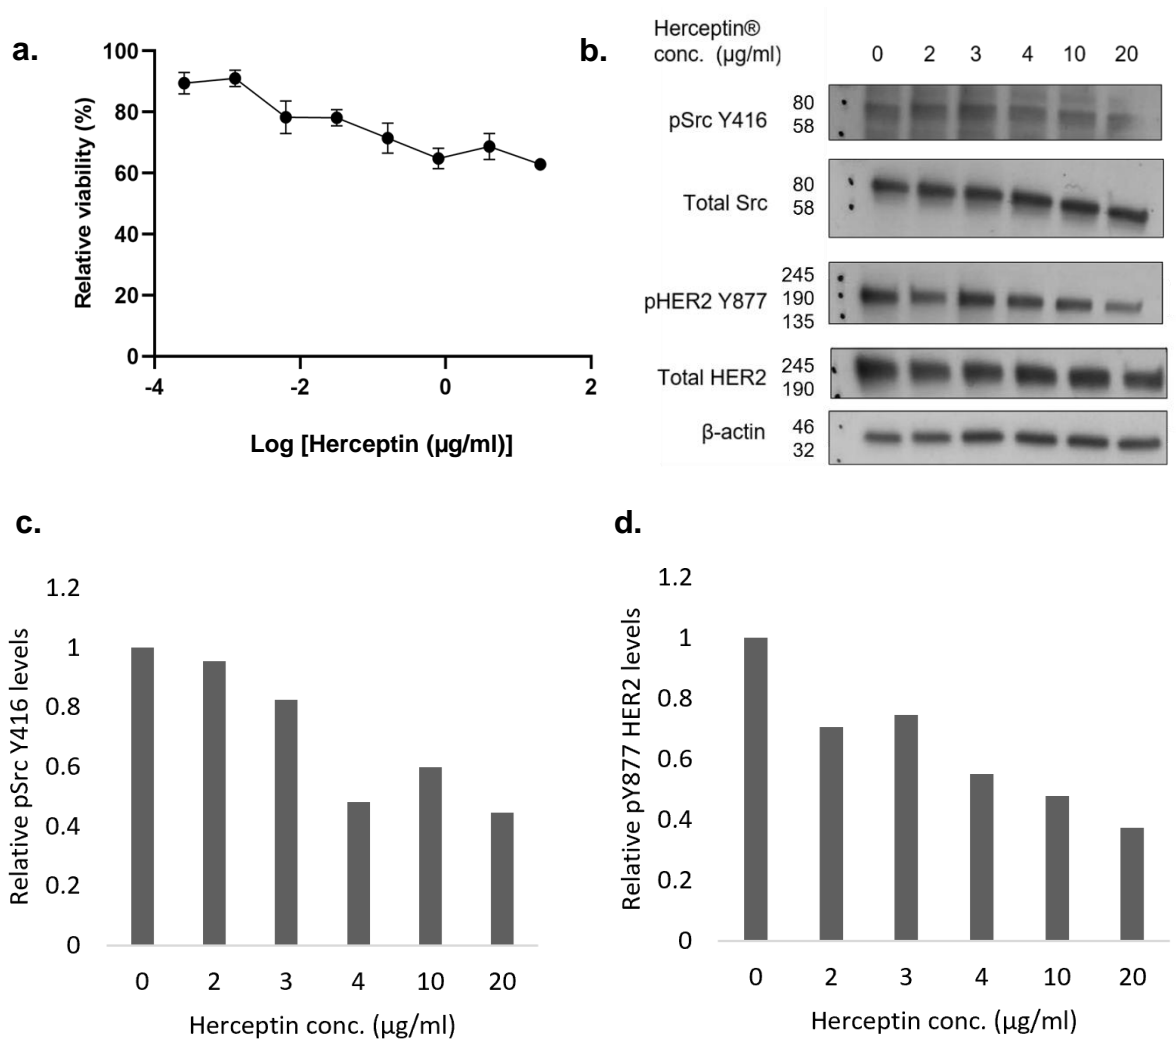 a.
100
80
60
40
20
0
Relative viability (%)
-4 -2 0 2
Log [Herceptin (µg/ml)]
b.
Herceptin®
conc. (µg/ml) 0 2 3 4 10 20
pSrc Y416 80
58
Total Src 80
58
pHER2 Y877 245
190
135
Total HER2 245
190
β-actin 46
32
c.
1.2
1
0.8
0.6
0.4
0.2
0
Relative pSrc Y416 levels
0 2 3 4 10 20
Herceptin conc. (µg/ml)
d.
1.2
1
0.8
0.6
0.4
0.2
0
Relative pY877 HER2 levels
0 2 3 4 10 20
Herceptin conc. (µg/ml)